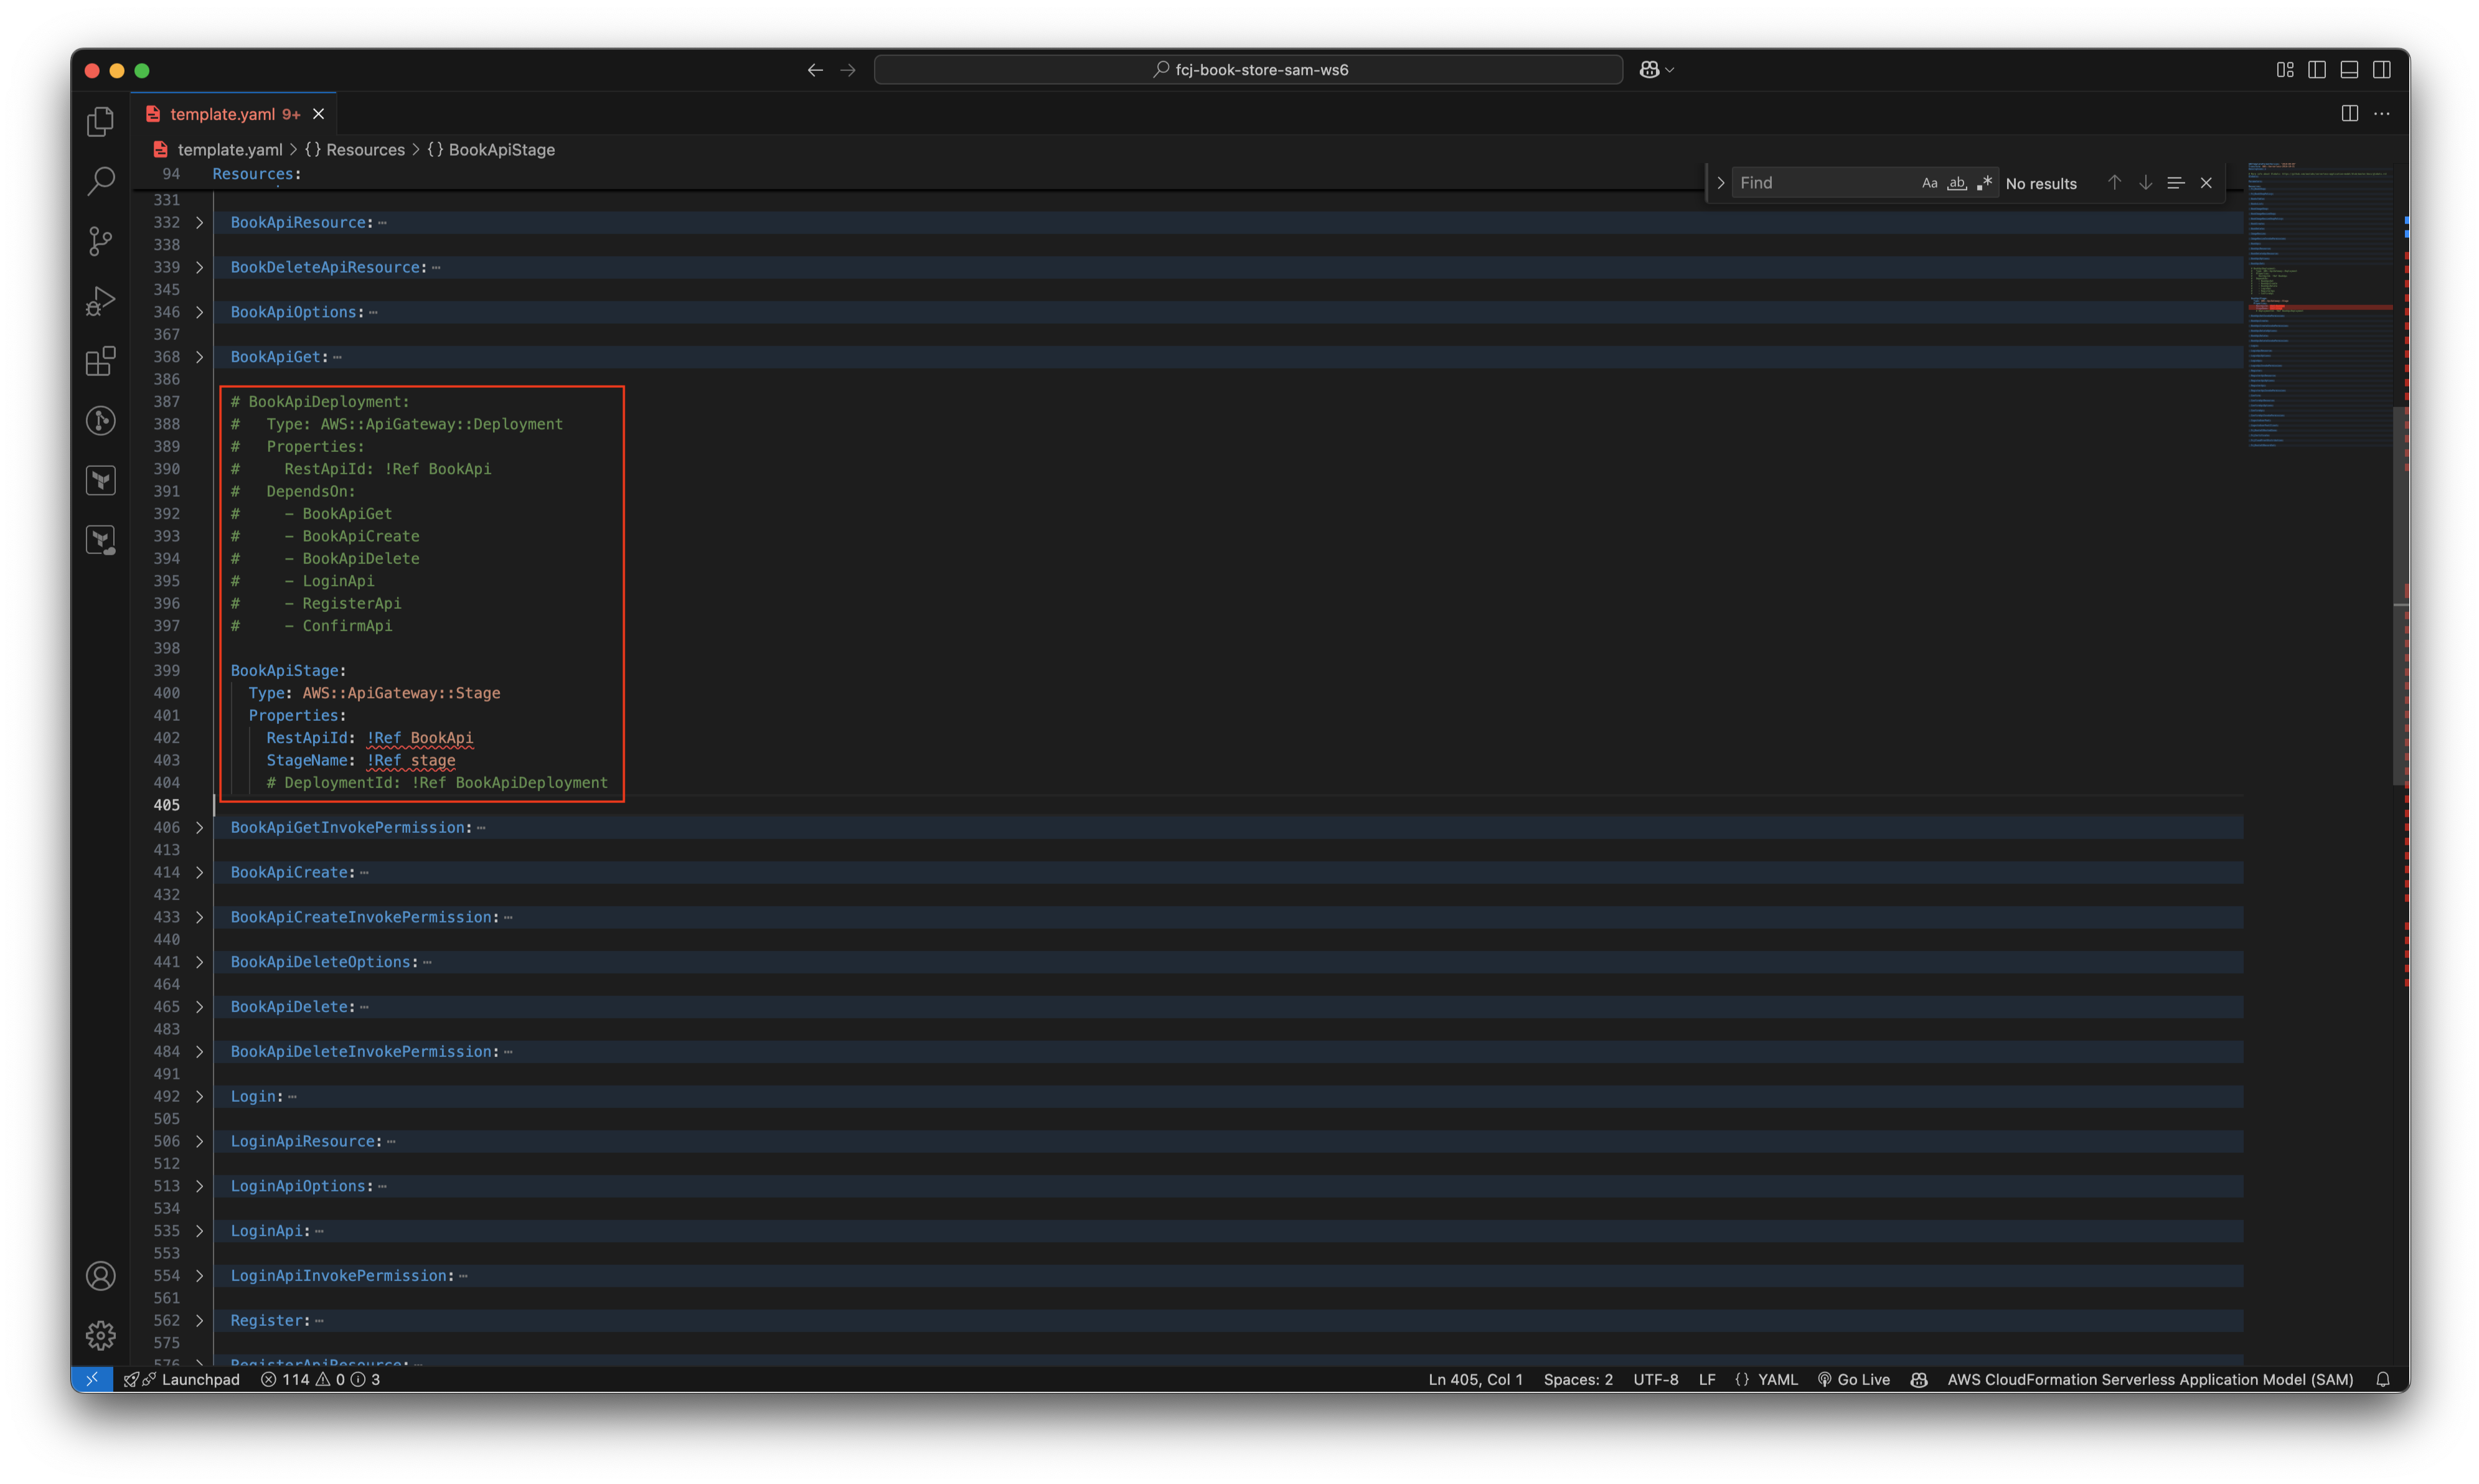 fcj-book-store-sam-ws6
template.yaml 9+
template.yaml > {} Resources > {} BookApiStage
94 Resources:
Find Aa ab .* No results
331
332 BookApiResource: ⋯
338
339 BookDeleteApiResource: ⋯
345
346 BookApiOptions: ⋯
367
368 BookApiGet: ⋯
386
387 # BookApiDeployment:
388 #   Type: AWS::ApiGateway::Deployment
389 #   Properties:
390 #     RestApiId: !Ref BookApi
391 #   DependsOn:
392 #     - BookApiGet
393 #     - BookApiCreate
394 #     - BookApiDelete
395 #     - LoginApi
396 #     - RegisterApi
397 #     - ConfirmApi
398
399 BookApiStage:
400   Type: AWS::ApiGateway::Stage
401   Properties:
402     RestApiId: !Ref BookApi
403     StageName: !Ref stage
404     # DeploymentId: !Ref BookApiDeployment
405
406 BookApiGetInvokePermission: ⋯
413
414 BookApiCreate: ⋯
432
433 BookApiCreateInvokePermission: ⋯
440
441 BookApiDeleteOptions: ⋯
464
465 BookApiDelete: ⋯
483
484 BookApiDeleteInvokePermission: ⋯
491
492 Login: ⋯
505
506 LoginApiResource: ⋯
512
513 LoginApiOptions: ⋯
534
535 LoginApi: ⋯
553
554 LoginApiInvokePermission: ⋯
561
562 Register: ⋯
575
576 RegisterApiResource: ⋯
Launchpad 114 0 3 Ln 405, Col 1 Spaces: 2 UTF-8 LF {} YAML Go Live AWS CloudFormation Serverless Application Model (SAM)